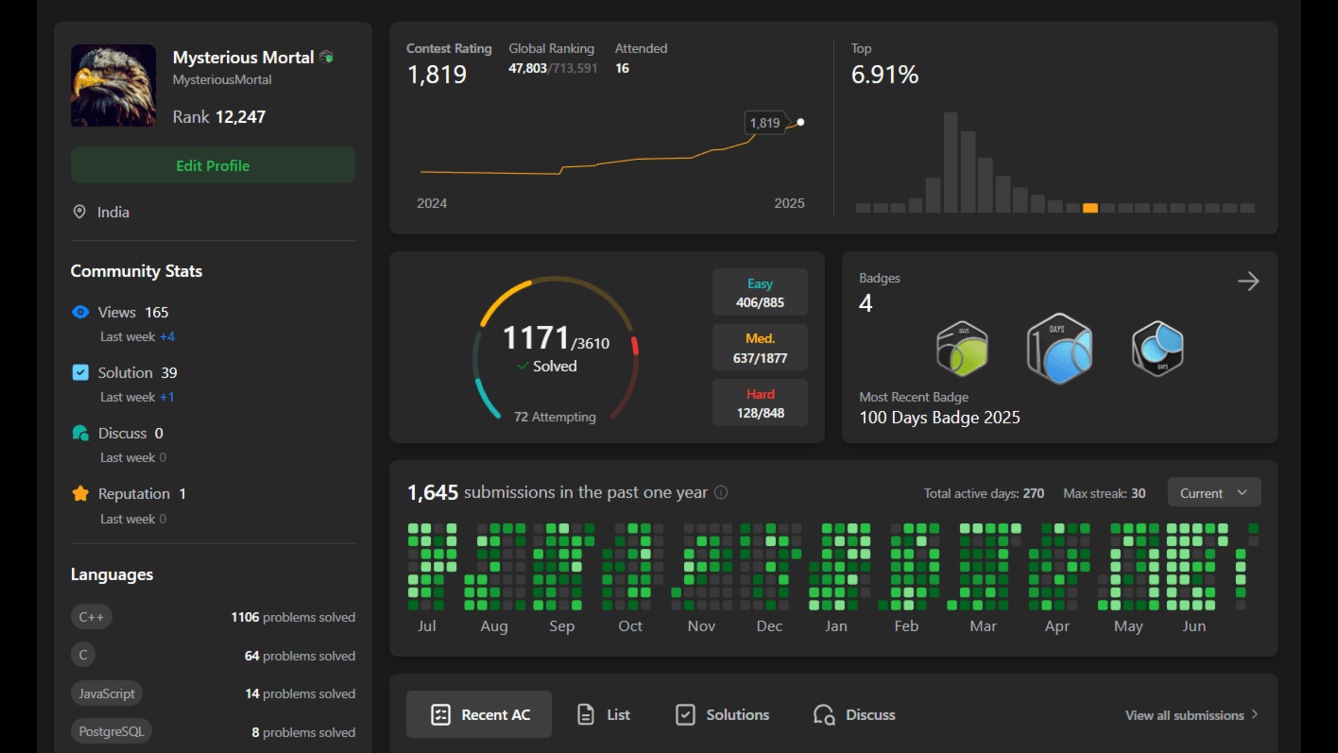 Mysterious Mortal
MysteriousMortal
Rank 12,247
Edit Profile
India
Community Stats
Views 165
Last week +4
Solution 39
Last week +1
Discuss 0
Last week 0
Reputation 1
Last week 0
Languages
C++ 1106 problems solved
C 64 problems solved
JavaScript 14 problems solved
PostgreSQL 8 problems solved
Contest Rating
1,819
Global Ranking
47,803/713,591
Attended
16
1,819
2024 2025
Top
6.91%
1171/3610
Solved
72 Attempting
Easy
406/885
Med.
637/1877
Hard
128/848
Badges
4
DAYS
DAYS
DAYS
Most Recent Badge
100 Days Badge 2025
1,645 submissions in the past one year
Total active days: 270 Max streak: 30 Current
Jul Aug Sep Oct Nov Dec Jan Feb Mar Apr May Jun
Recent AC List Solutions Discuss View all submissions